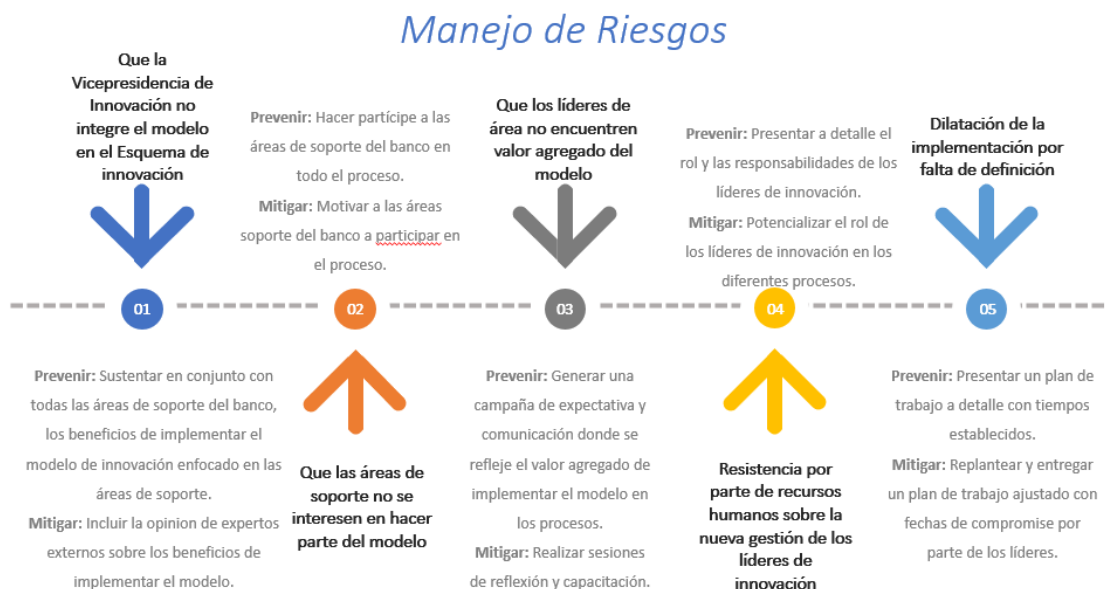 Manejo de Riesgos
Que la
Vicepresidencia de
Innovación no
integre el modelo
en el Esquema de
innovación
01
Prevenir: Sustentar en conjunto con
todas las áreas de soporte del banco,
los beneficios de implementar el
modelo de innovación enfocado en las
áreas de soporte.
Mitigar: Incluir la opinion de expertos
externos sobre los beneficios de
implementar el modelo.
Prevenir: Hacer partícipe a las
áreas de soporte del banco en
todo el proceso.
Mitigar: Motivar a las áreas
soporte del banco a participar en
el proceso.
02
Que las áreas de
soporte no se
interesen en hacer
parte del modelo
Que los líderes de
área no encuentren
valor agregado del
modelo
03
Prevenir: Generar una
campaña de expectativa y
comunicación donde se
refleje el valor agregado de
implementar el modelo en
los procesos.
Mitigar: Realizar sesiones
de reflexión y capacitación.
Prevenir: Presentar a detalle el
rol y las responsabilidades de los
líderes de innovación.
Mitigar: Potencializar el rol de
los líderes de innovación en los
diferentes procesos.
04
Resistencia por
parte de recursos
humanos sobre la
nueva gestión de los
líderes de
innovación
Dilatación de la
implementación por
falta de definición
05
Prevenir: Presentar un plan de
trabajo a detalle con tiempos
establecidos.
Mitigar: Replantear y entregar
un plan de trabajo ajustado con
fechas de compromise por
parte de los líderes.